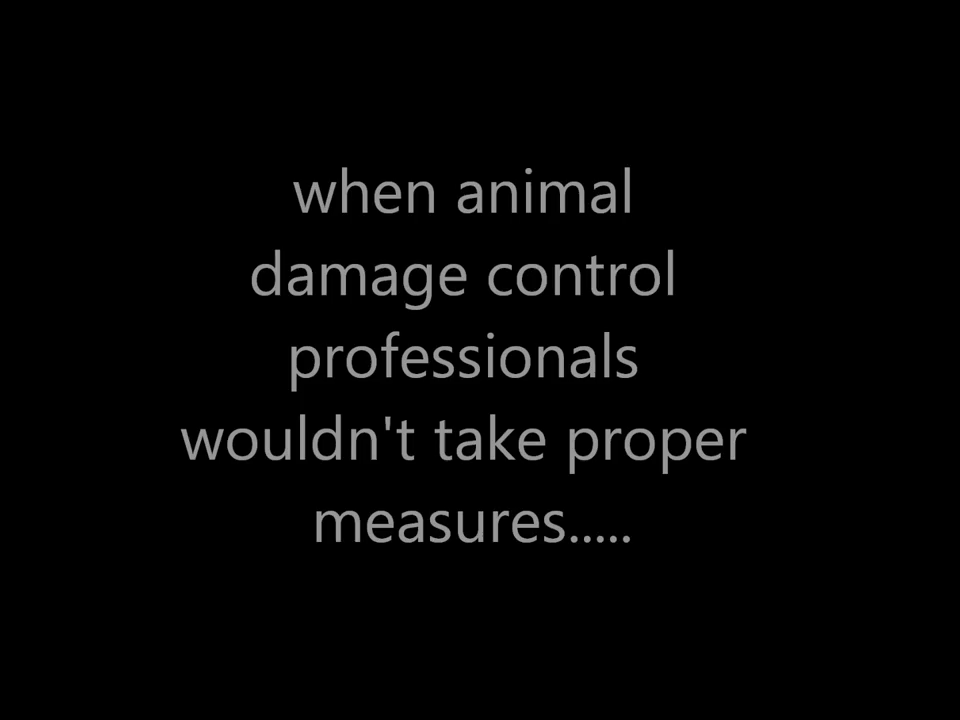 when animal
damage control
professionals
wouldn't take proper
measures.....